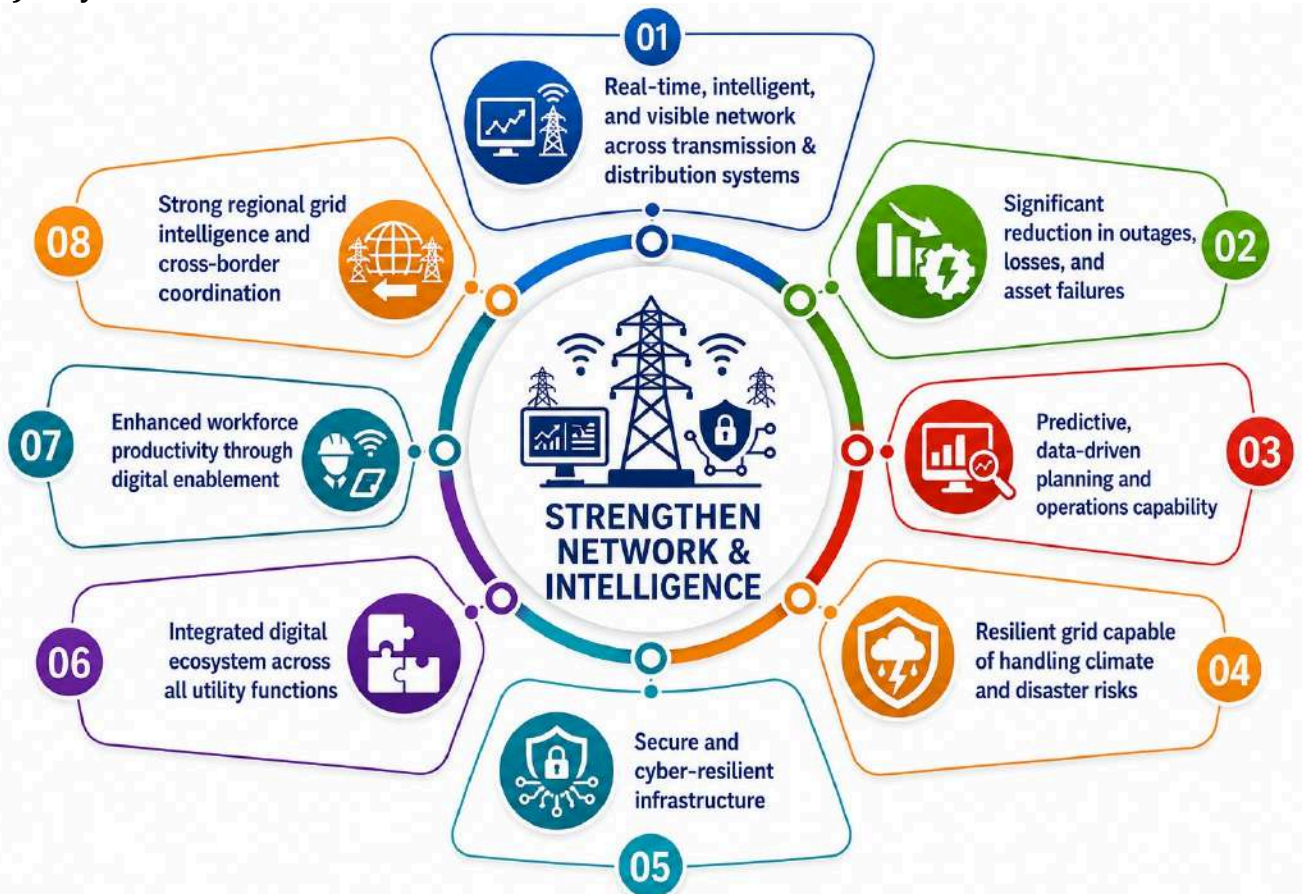 01
Real-time, intelligent,
and visible network
across transmission &
distribution systems
02
Significant
reduction in outages,
losses, and
asset failures
03
Predictive,
data-driven
planning and
operations capability
04
Resilient grid capable
of handling climate
and disaster risks
05
Secure and
cyber-resilient
infrastructure
06
Integrated digital
ecosystem across
all utility functions
07
Enhanced workforce
productivity through
digital enablement
08
Strong regional grid
intelligence and
cross-border
coordination
STRENGTHEN
NETWORK &
INTELLIGENCE